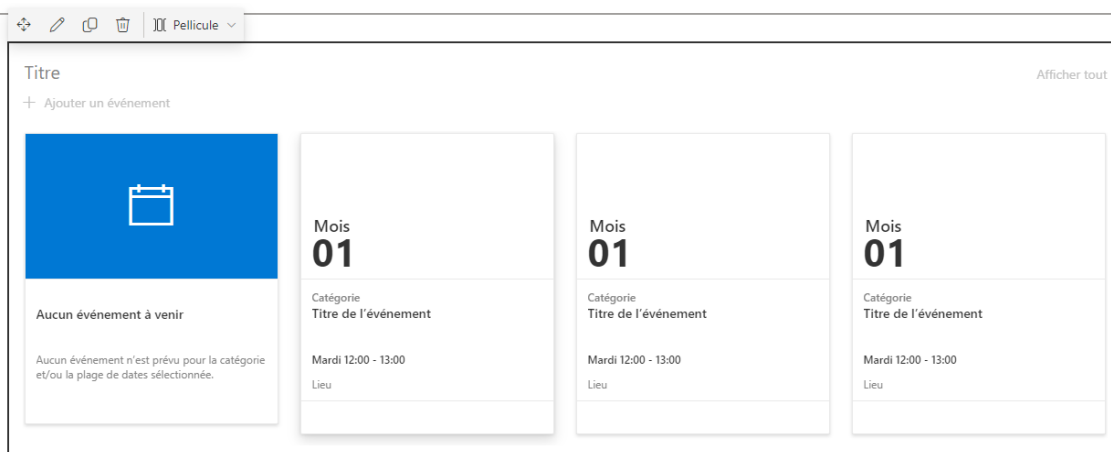 Pellicule
Titre
Afficher tout
Ajouter un événement
Mois
01
Mois
01
Mois
01
Aucun événement à venir
Aucun événement n'est prévu pour la catégorie
et/ou la plage de dates sélectionnée.
Catégorie
Titre de l'événement
Mardi 12:00 - 13:00
Lieu
Catégorie
Titre de l'événement
Mardi 12:00 - 13:00
Lieu
Catégorie
Titre de l'événement
Mardi 12:00 - 13:00
Lieu